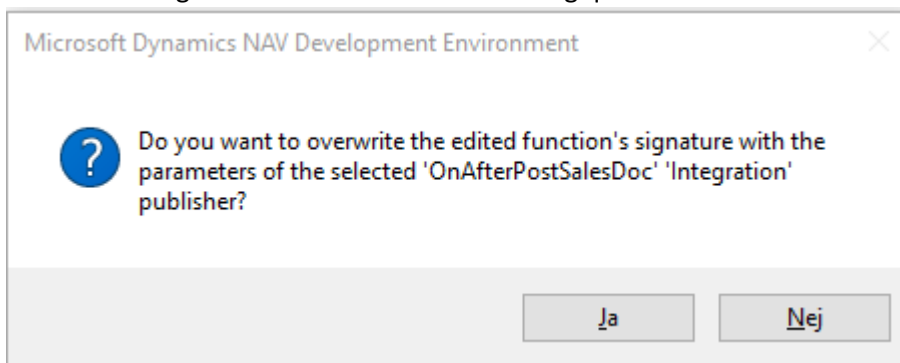 Microsoft Dynamics NAV Development Environment
Do you want to overwrite the edited function's signature with the
parameters of the selected 'OnAfterPostSalesDoc' 'Integration'
publisher?
Ja
Nej